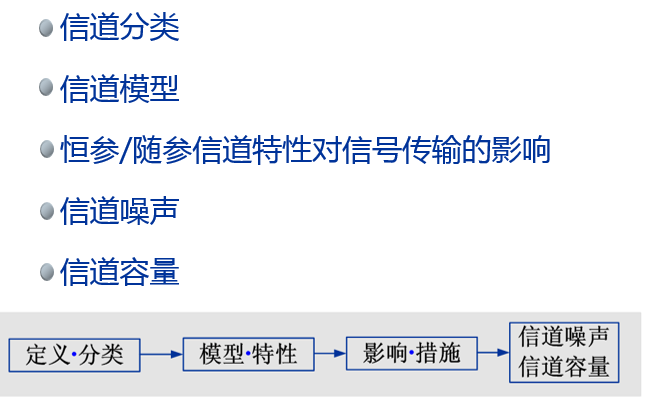 信道分类
信道模型
恒参/随参信道特性对信号传输的影响
信道噪声
信道容量
定义·分类
模型·特性
影响·措施
信道噪声
信道容量